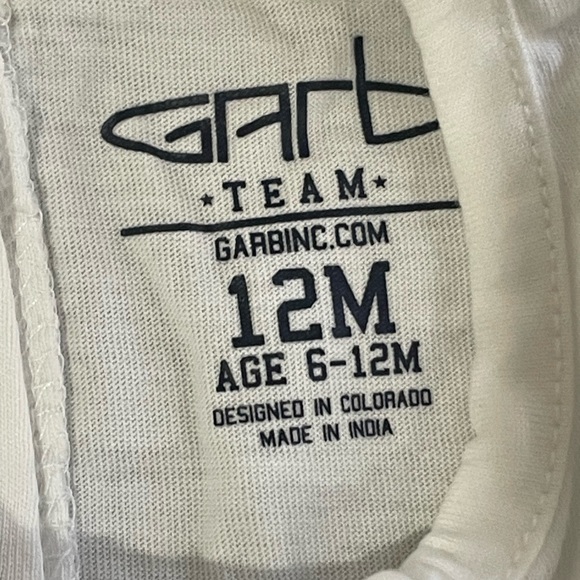 GArb
★TEAM★
GARBINC.COM
12M
AGE 6-12M
DESIGNED IN COLORADO
MADE IN INDIA